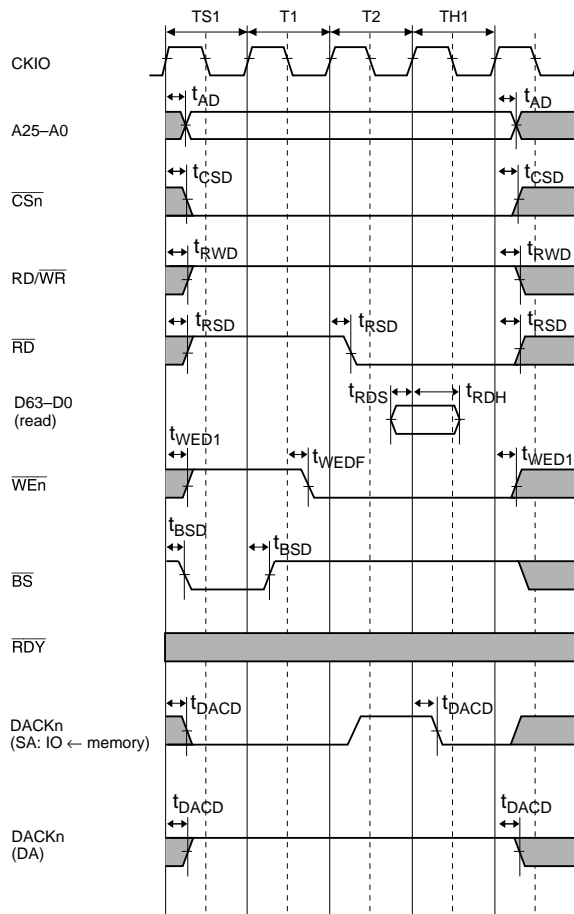 TS1 T1 T2 TH1
CKIO
tAD tAD
A25–A0
tCSD tCSD
CSn
tRWD tRWD
RD/WR
tRSD tRSD tRSD
RD
D63–D0
(read)
tRDS tRDH
tWED1 tWEDF tWED1
WEn
tBSD tBSD
BS
RDY
tDACD tDACD
DACKn
(SA: IO ← memory)
tDACD tDACD
DACKn
(DA)